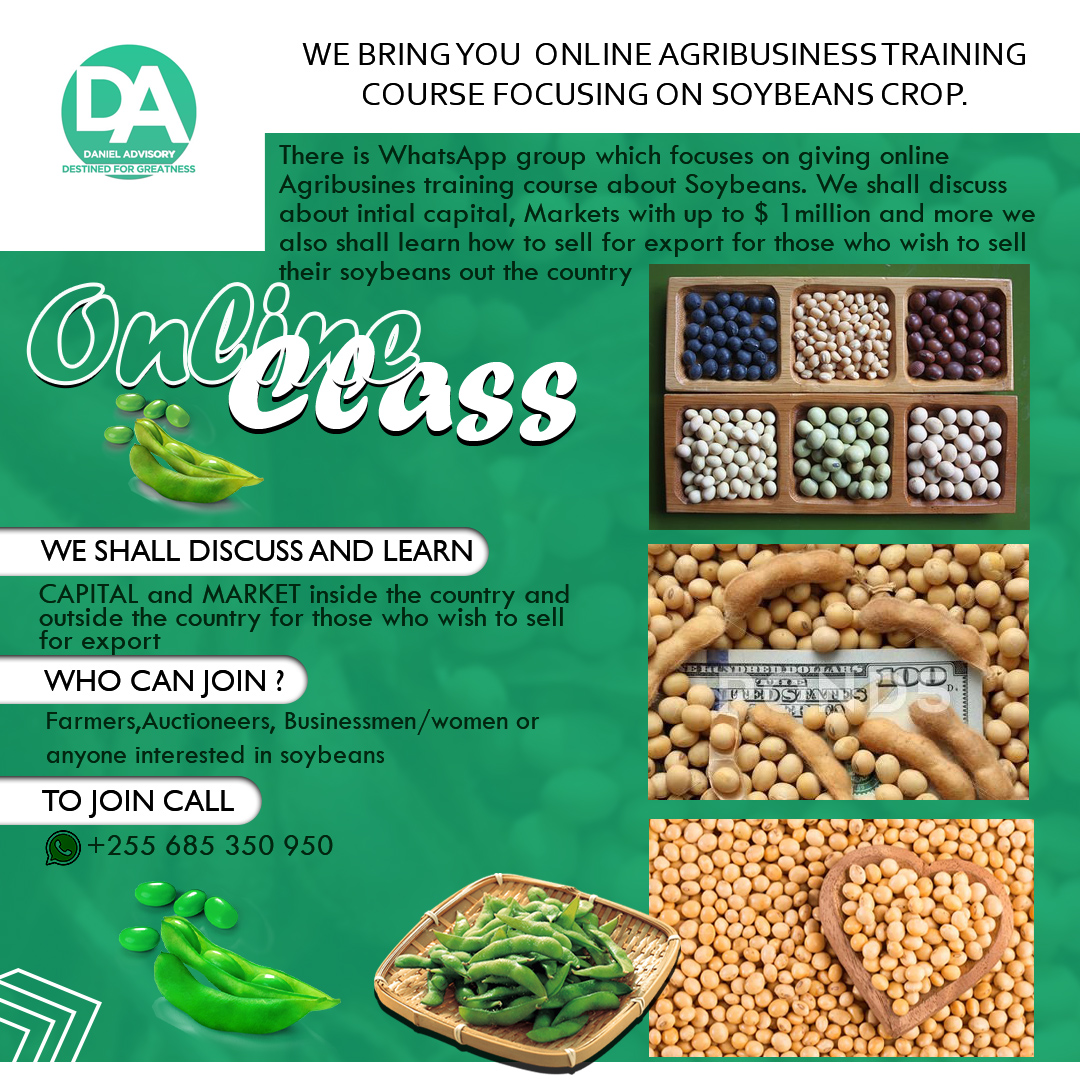 DA
DANIEL ADVISORY
DESTINED FOR GREATNESS
WE BRING YOU ONLINE AGRIBUSINESS TRAINING
COURSE FOCUSING ON SOYBEANS CROP.
There is WhatsApp group which focuses on giving online
Agribusines training course about Soybeans. We shall discuss
about intial capital, Markets with up to $ 1million and more we
also shall learn how to sell for export for those who wish to sell
their soybeans out the country
Online
Class
WE SHALL DISCUSS AND LEARN
CAPITAL and MARKET inside the country and
outside the country for those who wish to sell
for export
WHO CAN JOIN ?
Farmers,Auctioneers, Businessmen/women or
anyone interested in soybeans
TO JOIN CALL
+255 685 350 950
HUNDRED DOLLARS
100